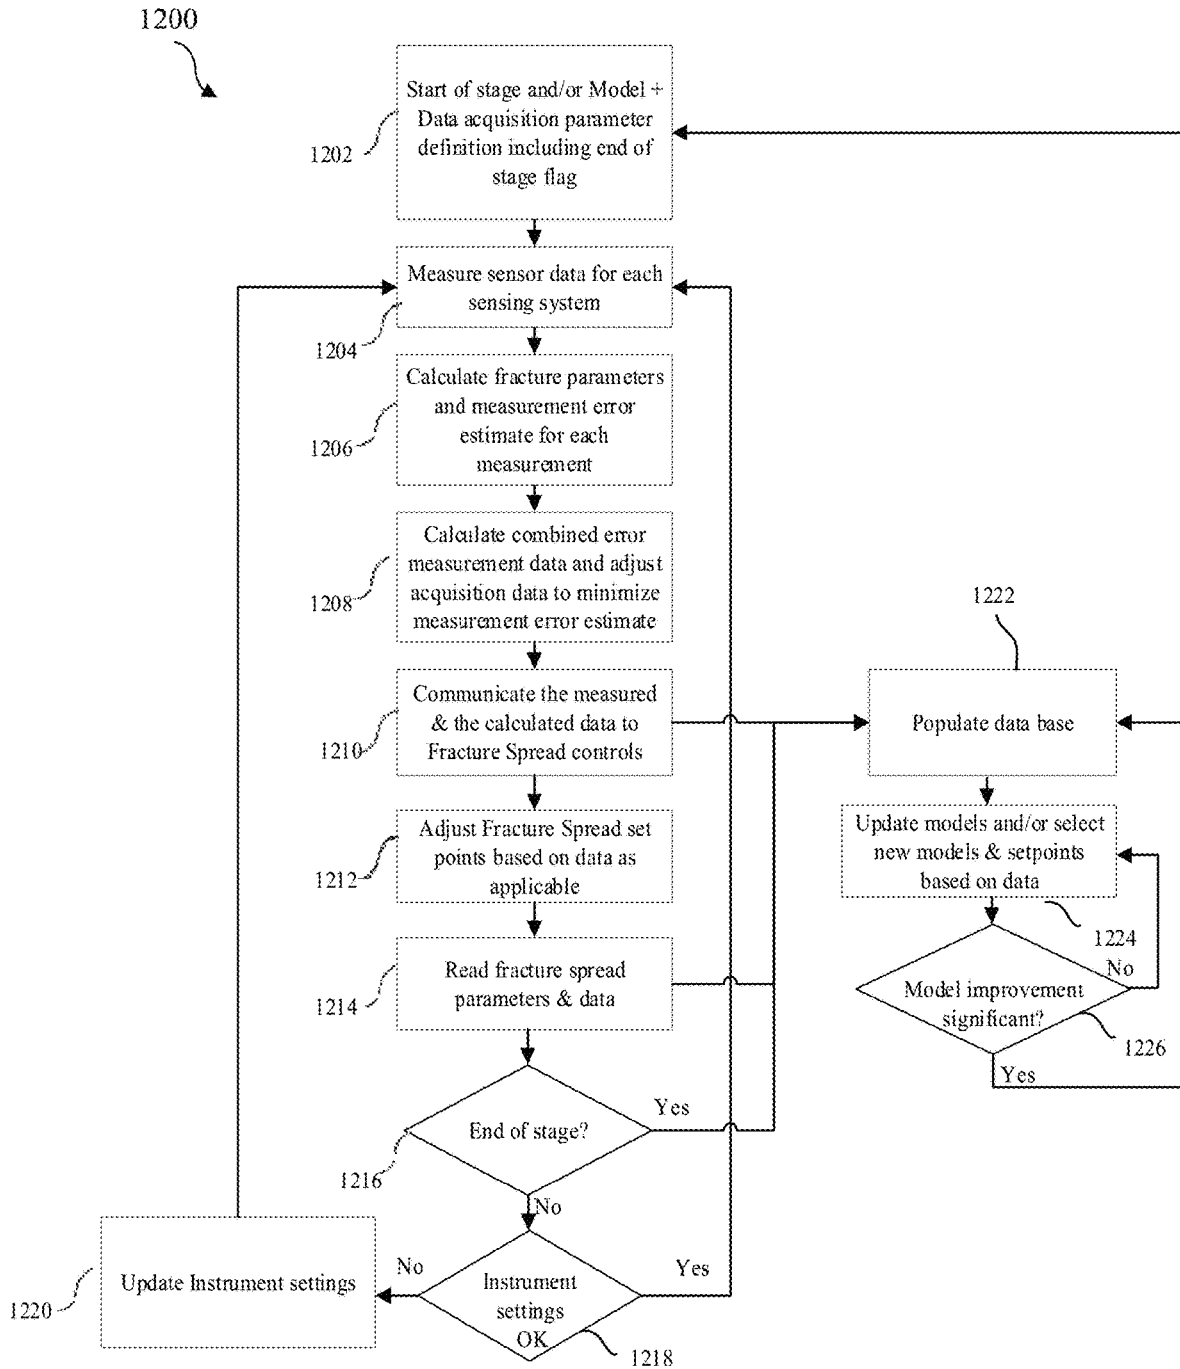 1200
Start of stage and/or Model +
Data acquisition parameter
definition including end of
stage flag
1202
Measure sensor data for each
sensing system
1204
Calculate fracture parameters
and measurement error
estimate for each
measurement
1206
Calculate combined error
measurement data and adjust
acquisition data to minimize
measurement error estimate
1208
Communicate the measured
& the calculated data to
Fracture Spread controls
1210
Adjust Fracture Spread set
points based on data as
applicable
1212
Read fracture spread
parameters & data
1214
End of stage?
Yes
1216
No
Instrument
settings
OK
No
Yes
1218
Update Instrument settings
1220
1222
Populate data base
Update models and/or select
new models & setpoints
based on data
1224
No
Model improvement
significant?
1226
Yes